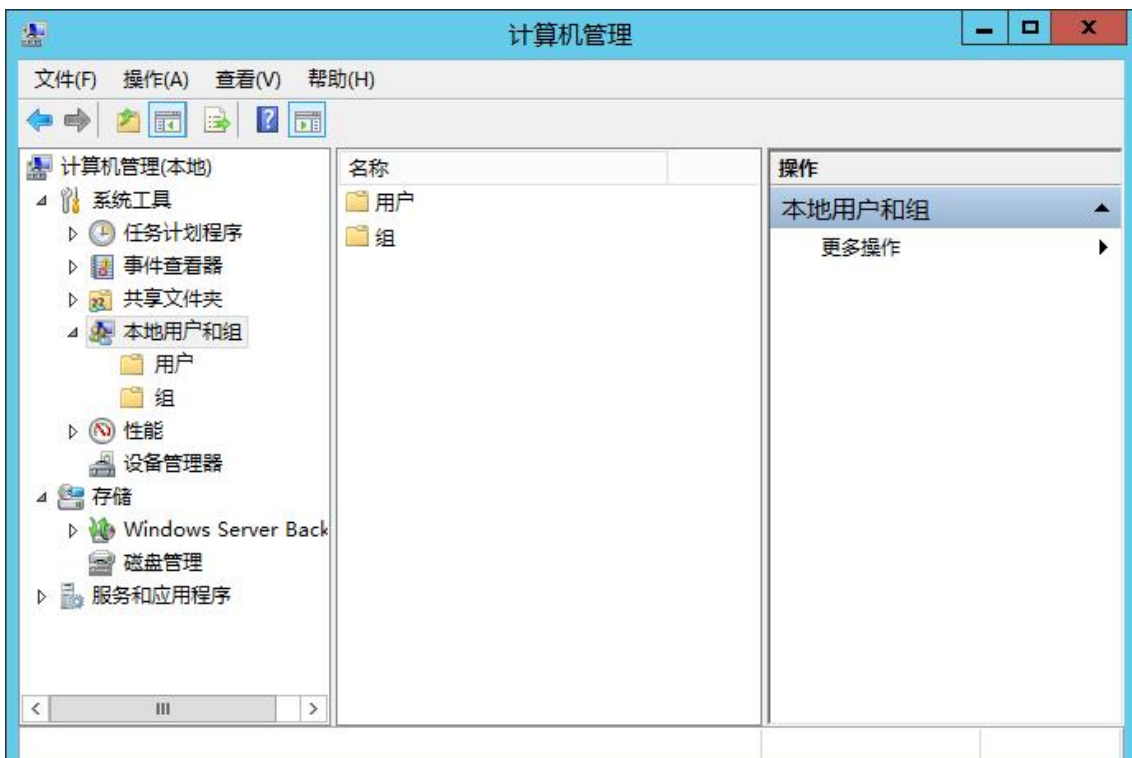 计算机管理
文件(F) 操作(A) 查看(V) 帮助(H)
计算机管理(本地)
系统工具
任务计划程序
事件查看器
共享文件夹
本地用户和组
用户
组
性能
设备管理器
存储
Windows Server Back
磁盘管理
服务和应用程序
名称
用户
组
操作
本地用户和组
更多操作